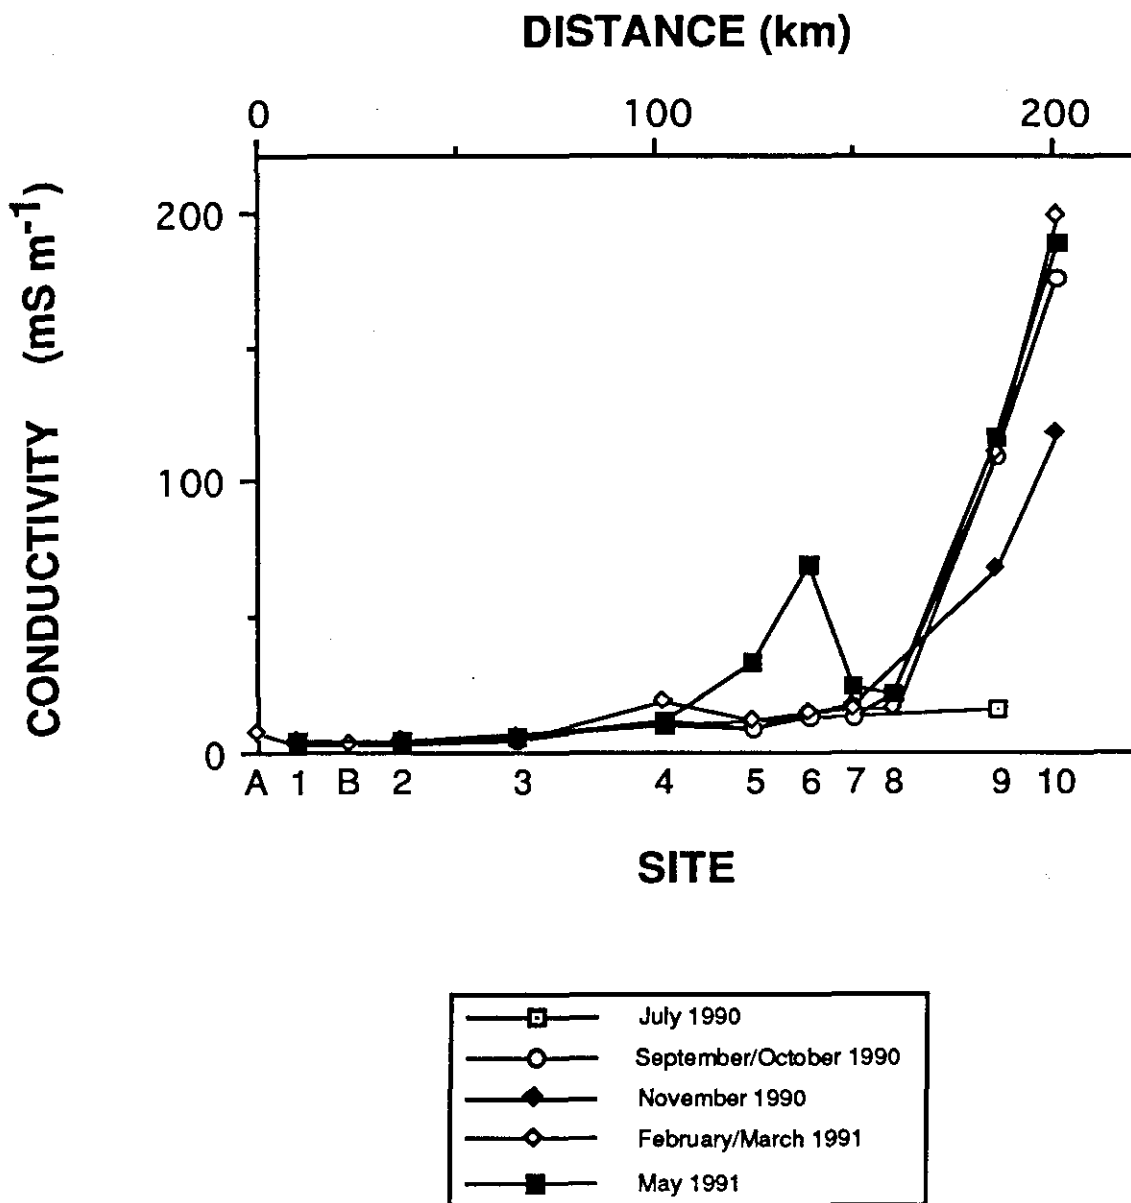 DISTANCE (km)
0 100 200
CONDUCTIVITY (mS m⁻¹)
200
100
0
A 1 B 2 3 4 5 6 7 8 9 10
SITE
July 1990
September/October 1990
November 1990
February/March 1991
May 1991